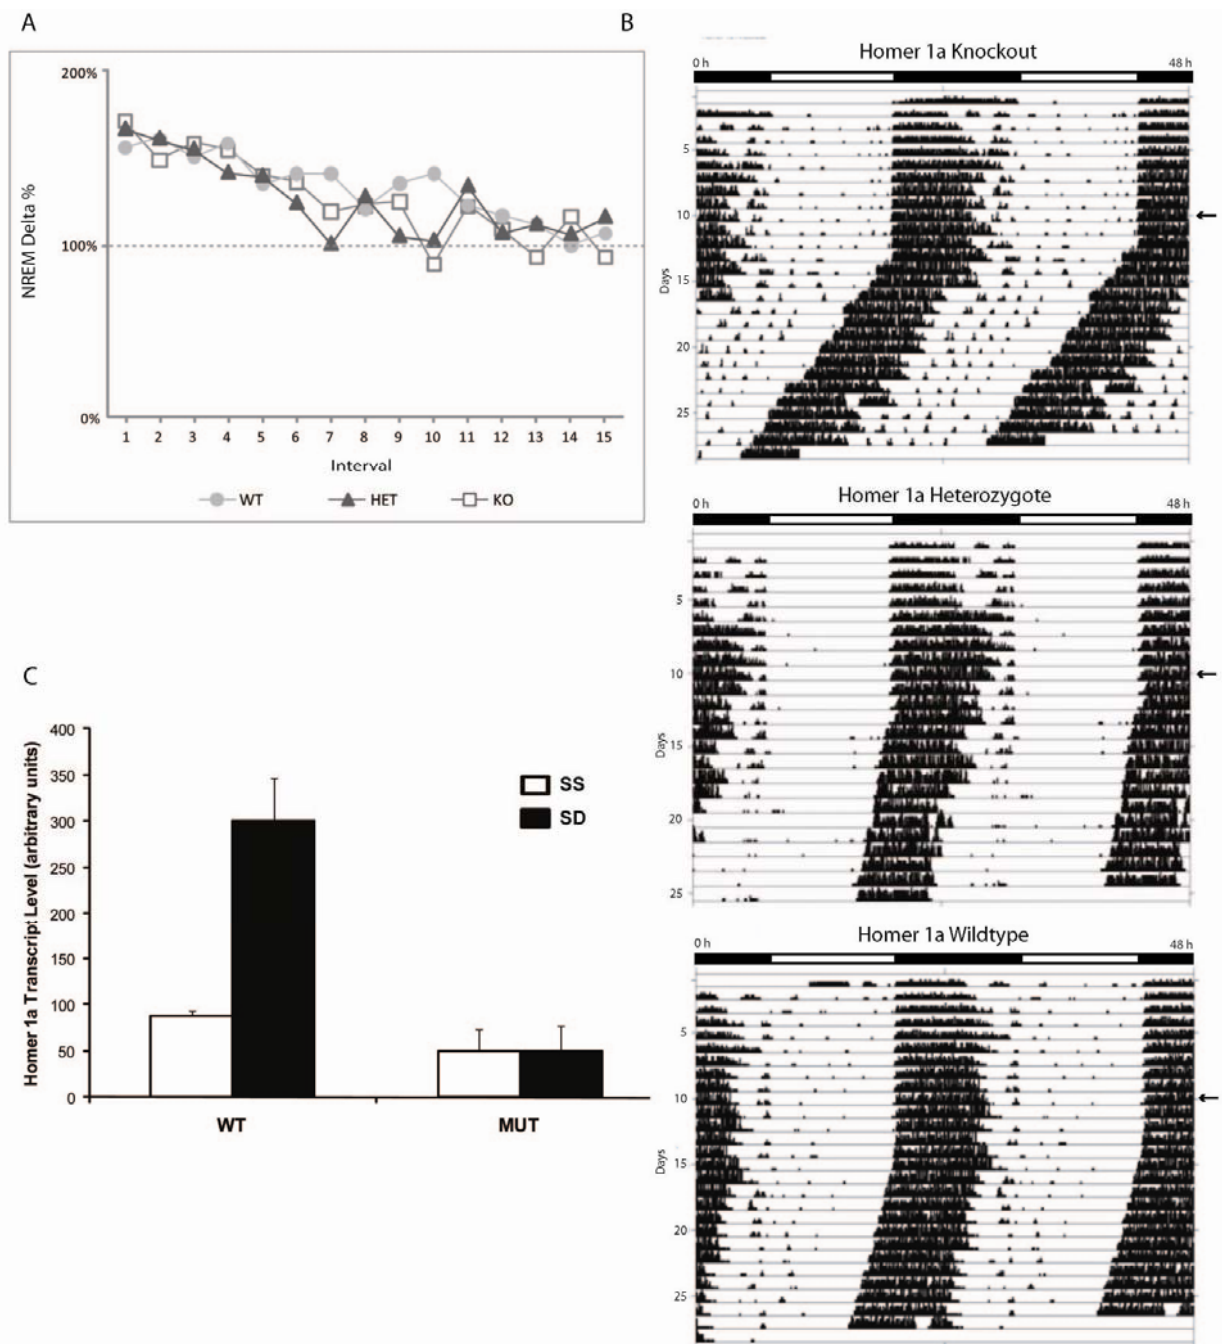 A
200%
100%
0%
NREM Delta %
1 2 3 4 5 6 7 8 9 10 11 12 13 14 15
Interval
WT HET KO
B
Homer 1a Knockout
0 h 48 h
5
10
15
20
25
Days
Homer 1a Heterozygote
0 h 48 h
5
10
15
20
25
Days
Homer 1a Wildtype
0 h 48 h
5
10
15
20
25
Days
C
400
350
300
250
200
150
100
50
0
Homer 1a Transcript Level (arbitrary units)
SS
SD
WT MUT